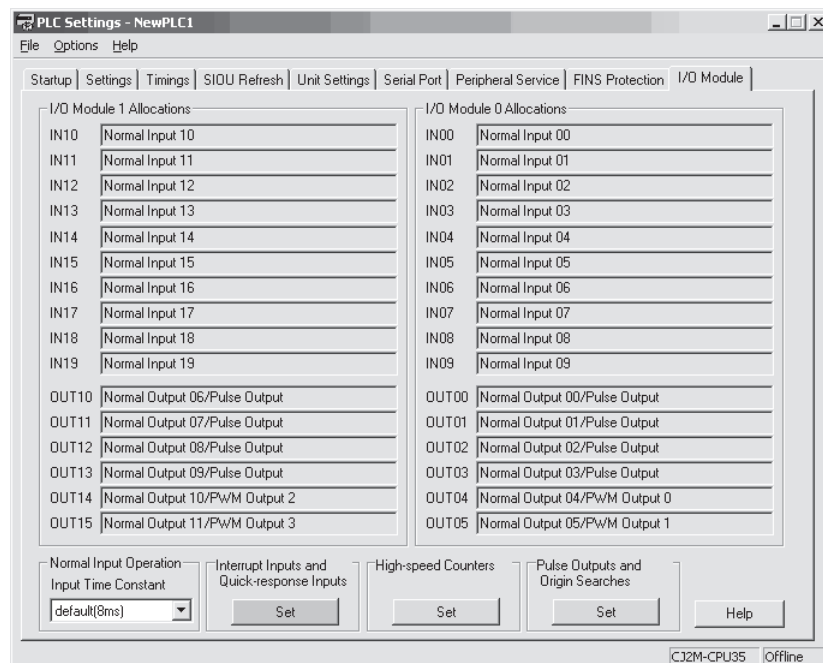 PLC Settings - NewPLC1
File Options Help
Startup Settings Timings SIOU Refresh Unit Settings Serial Port Peripheral Service FINS Protection I/O Module
I/O Module 1 Allocations
IN10 Normal Input 10
IN11 Normal Input 11
IN12 Normal Input 12
IN13 Normal Input 13
IN14 Normal Input 14
IN15 Normal Input 15
IN16 Normal Input 16
IN17 Normal Input 17
IN18 Normal Input 18
IN19 Normal Input 19
OUT10 Normal Output 06/Pulse Output
OUT11 Normal Output 07/Pulse Output
OUT12 Normal Output 08/Pulse Output
OUT13 Normal Output 09/Pulse Output
OUT14 Normal Output 10/PWM Output 2
OUT15 Normal Output 11/PWM Output 3
I/O Module 0 Allocations
IN00 Normal Input 00
IN01 Normal Input 01
IN02 Normal Input 02
IN03 Normal Input 03
IN04 Normal Input 04
IN05 Normal Input 05
IN06 Normal Input 06
IN07 Normal Input 07
IN08 Normal Input 08
IN09 Normal Input 09
OUT00 Normal Output 00/Pulse Output
OUT01 Normal Output 01/Pulse Output
OUT02 Normal Output 02/Pulse Output
OUT03 Normal Output 03/Pulse Output
OUT04 Normal Output 04/PWM Output 0
OUT05 Normal Output 05/PWM Output 1
Normal Input Operation
Input Time Constant
default(8ms)
Interrupt Inputs and
Quick-response Inputs
Set
High-speed Counters
Set
Pulse Outputs and
Origin Searches
Set
Help
CJ2M-CPU35 Offline